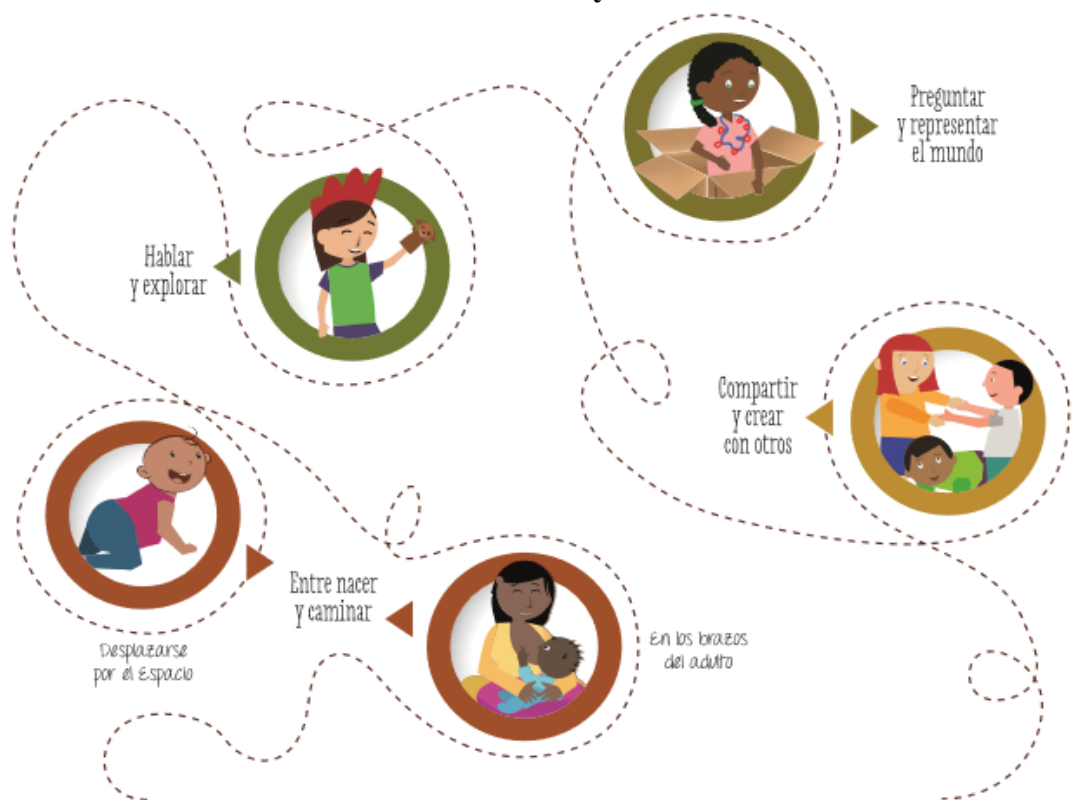 Preguntar
y representar
el mundo
Hablar
y explorar
Compartir
y crear
con otros
Entre nacer
y caminar
En los brazos
del adulto
Desplazarse
por el Espacio